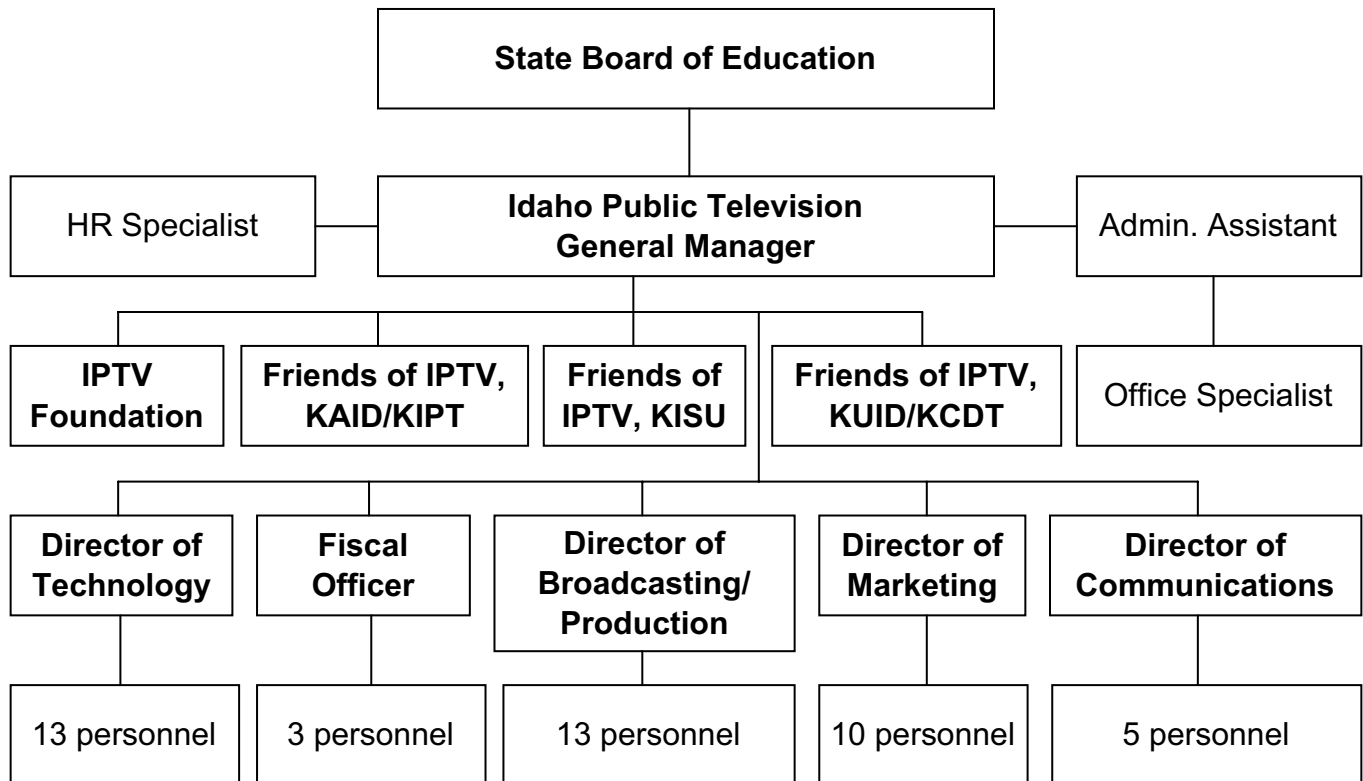 State Board of Education
HR Specialist
Idaho Public Television
General Manager
Admin. Assistant
IPTV
Foundation
Friends of IPTV,
KAID/KIPT
Friends of
IPTV, KISU
Friends of IPTV,
KUID/KCDT
Office Specialist
Director of
Technology
Fiscal
Officer
Director of
Broadcasting/
Production
Director of
Marketing
Director of
Communications
13 personnel
3 personnel
13 personnel
10 personnel
5 personnel